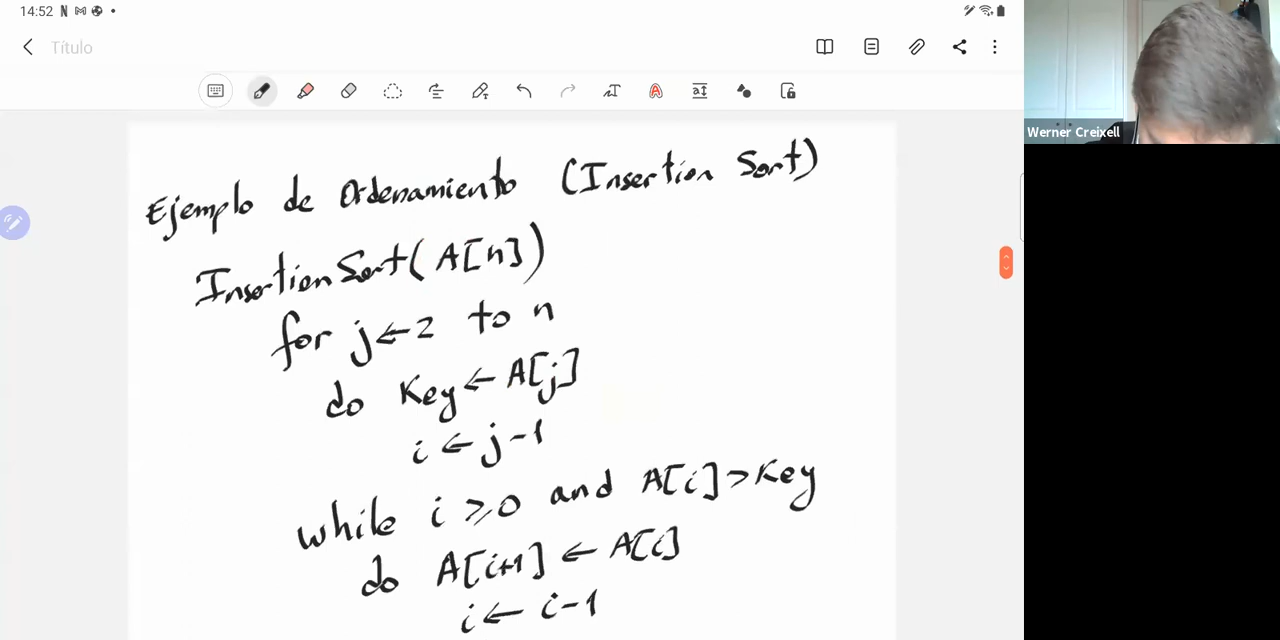 14:52
Título
Werner Creixell
Ejemplo de Ordenamiento (Insertion Sort)
InsertionSort(A[n])
for j ← 2 to n
do Key ← A[j]
i ← j-1
while i ≥ 0 and A[i] > Key
do A[i+1] ← A[i]
i ← i-1